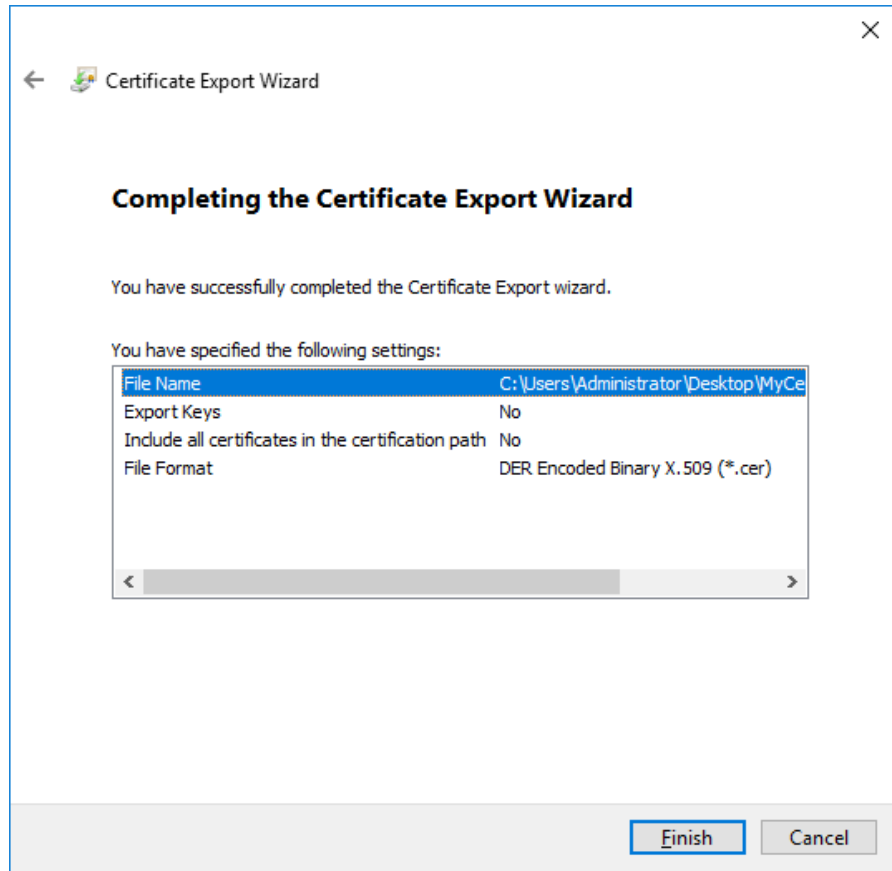 Certificate Export Wizard
Completing the Certificate Export Wizard
You have successfully completed the Certificate Export wizard.
You have specified the following settings:
File Name C:\Users\Administrator\Desktop\MyCe
Export Keys No
Include all certificates in the certification path No
File Format DER Encoded Binary X.509 (*.cer)
Finish Cancel